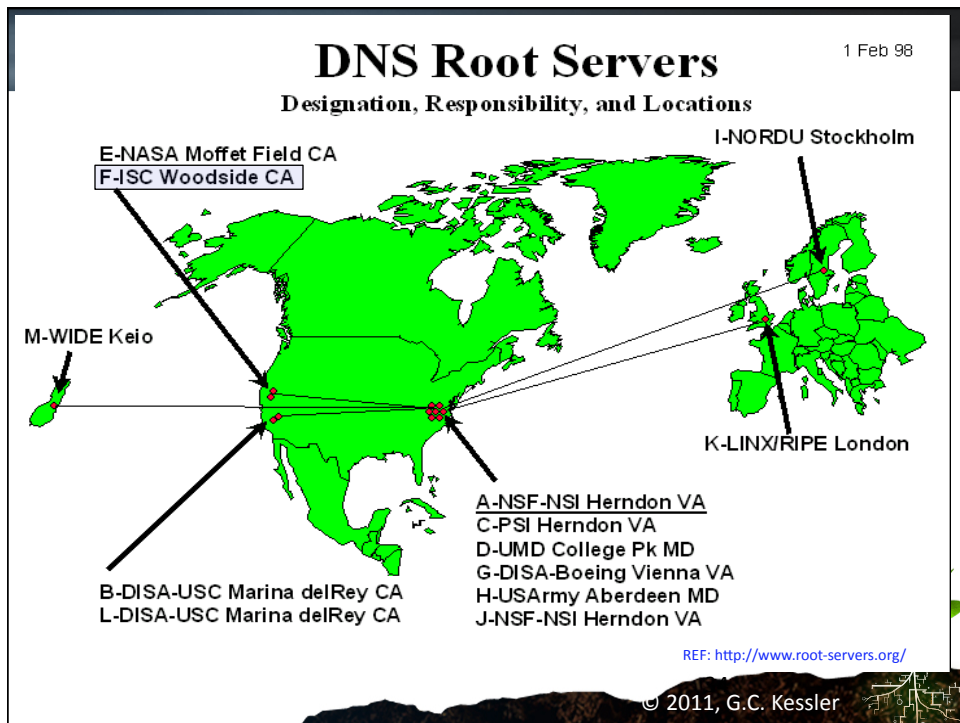 DNS Root Servers
1 Feb 98
Designation, Responsibility, and Locations
I-NORDU Stockholm
E-NASA Moffet Field CA
F-ISC Woodside CA
M-WIDE Keio
K-LINX/RIPE London
A-NSF-NSI Herndon VA
C-PSI Herndon VA
D-UMD College Pk MD
G-DISA-Boeing Vienna VA
H-USArmy Aberdeen MD
J-NSF-NSI Herndon VA
B-DISA-USC Marina delRey CA
L-DISA-USC Marina delRey CA
REF: http://www.root-servers.org/
© 2011, G.C. Kessler